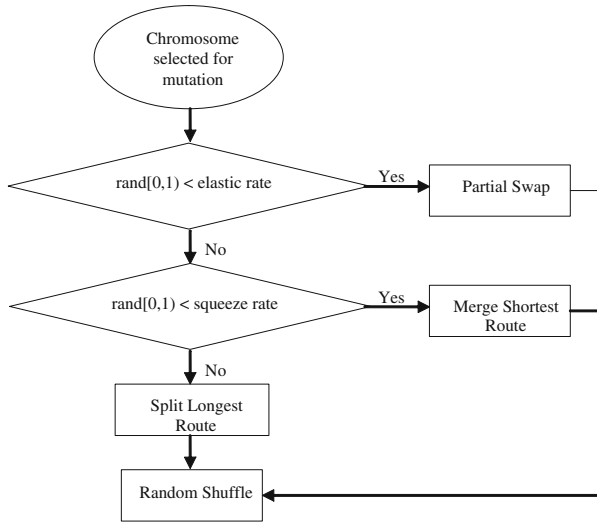 Chromosome
selected for
mutation
rand[0,1) < elastic rate
Yes
Partial Swap
No
rand[0,1) < squeeze rate
Yes
Merge Shortest
Route
No
Split Longest
Route
Random Shuffle